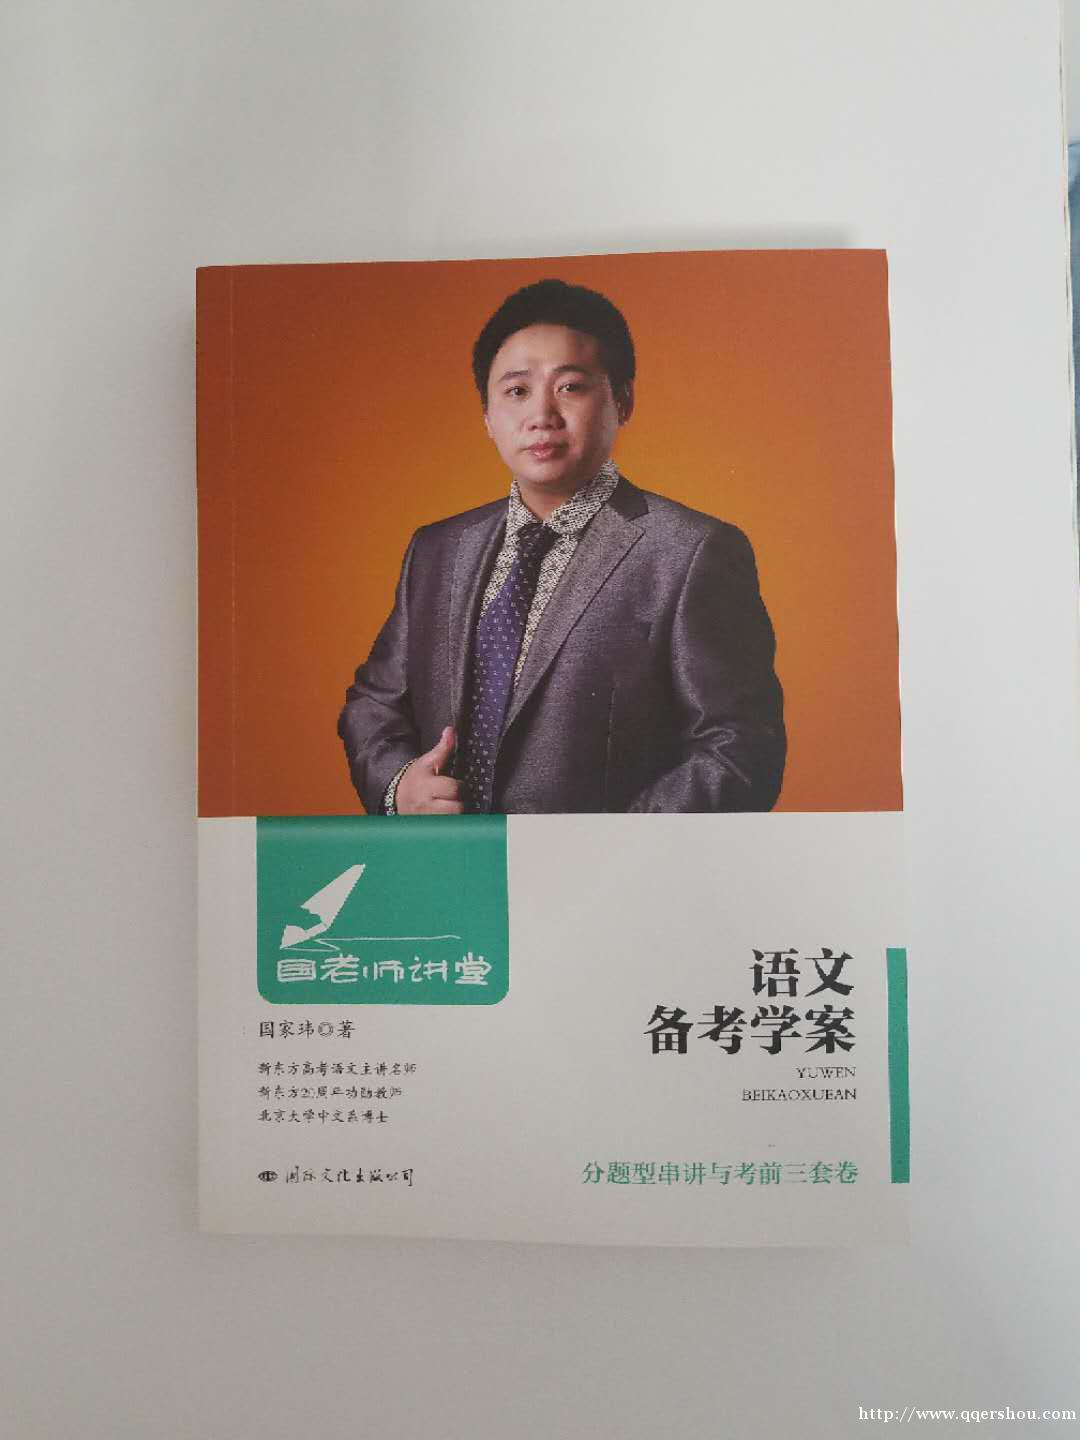 国老师讲堂
国家玮◎著
新东方高考语文主讲名师
新东方20周年功勋教师
北京大学中文系博士
国际文化出版公司
语文
备考学案
YUWEN
BEIKAOXUEAN
分题型串讲与考前三套卷
http://www.qqershou.com